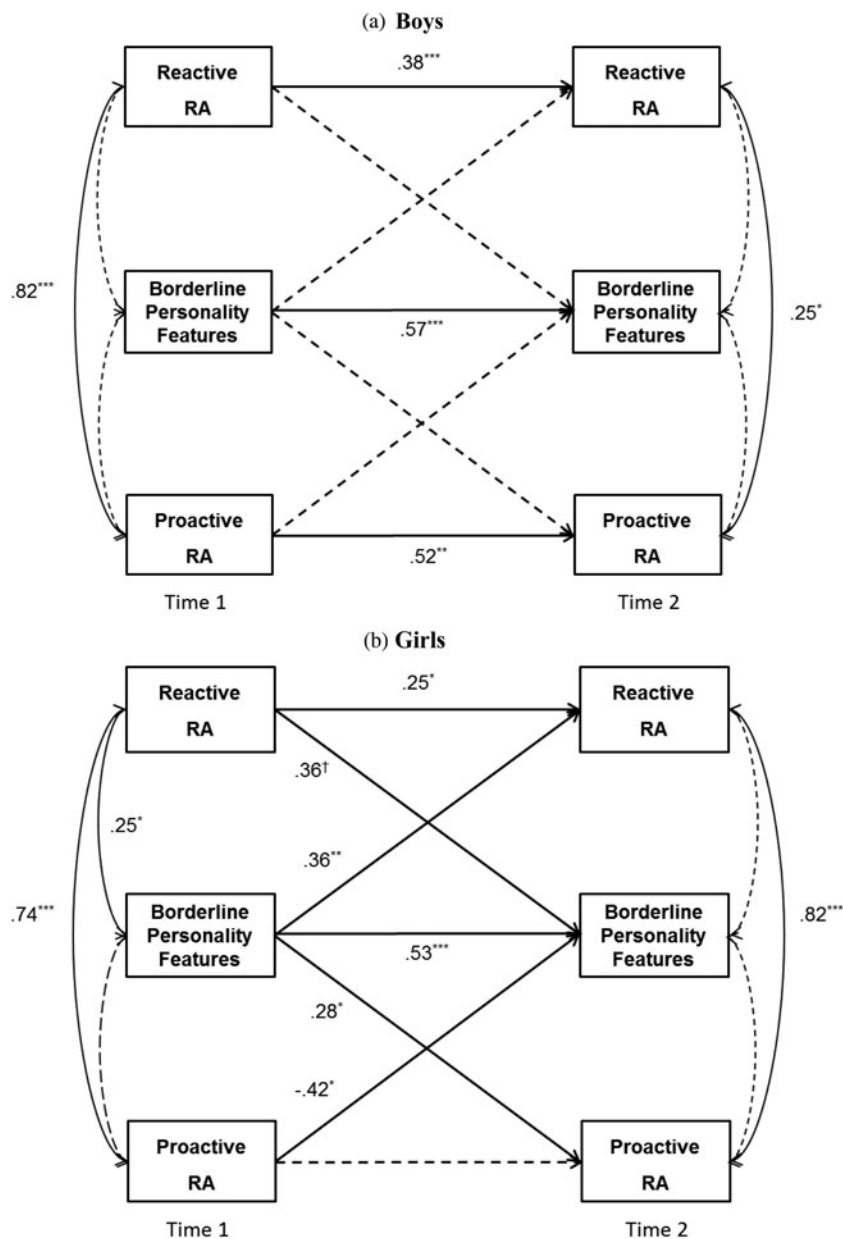 (a) Boys
Reactive
RA
.38***
Reactive
RA
.82***
Borderline
Personality
Features
.57***
Borderline
Personality
Features
.25*
Proactive
RA
.52**
Proactive
RA
Time 1
Time 2
(b) Girls
Reactive
RA
.25*
Reactive
RA
.36†
.25*
.36**
.74***
Borderline
Personality
Features
.53***
Borderline
Personality
Features
.82***
.28*
-.42*
Proactive
RA
Proactive
RA
Time 1
Time 2